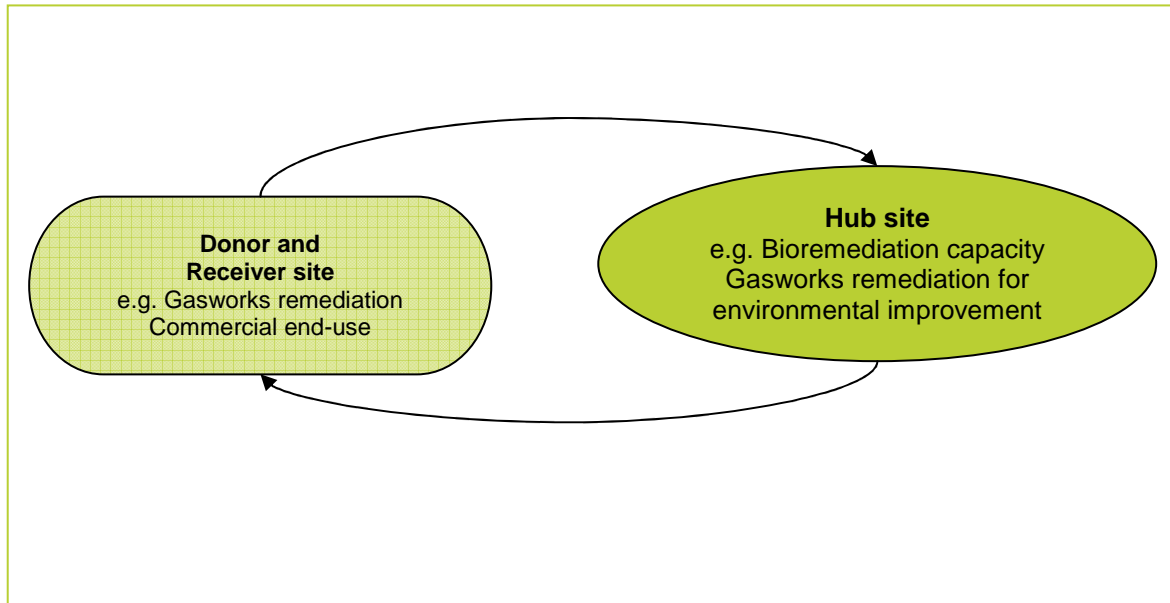 Donor and
Receiver site
e.g. Gasworks remediation
Commercial end-use
Hub site
e.g. Bioremediation capacity
Gasworks remediation for
environmental improvement